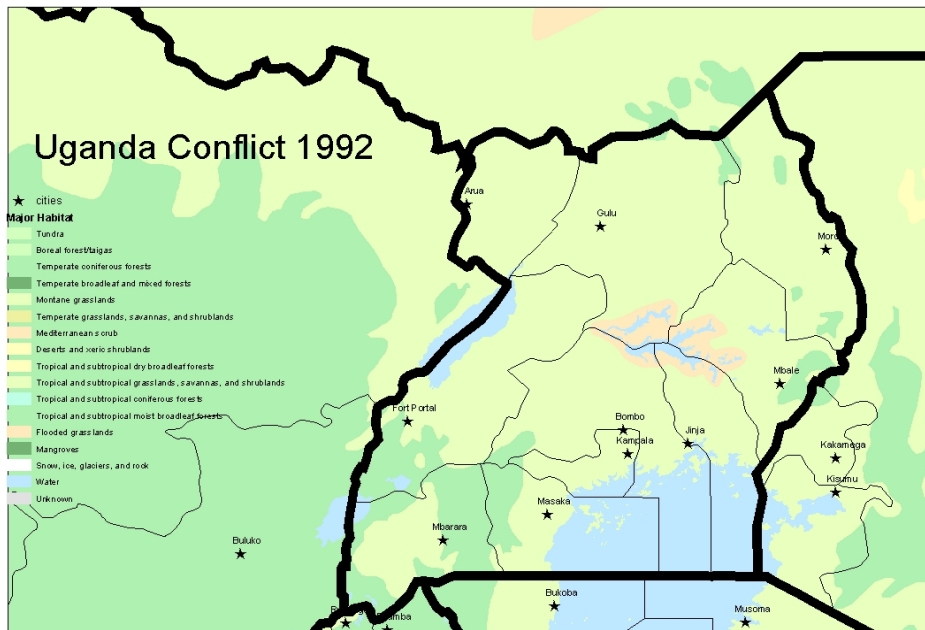 Uganda Conflict 1992
cities
Major Habitat
Tundra
Boreal forest/taigas
Temperate coniferous forests
Temperate broadleaf and mixed forests
Montane grasslands
Temperate grasslands, savannas, and shrublands
Mediterranean scrub
Deserts and xeric shrublands
Tropical and subtropical dry broadleaf forests
Tropical and subtropical grasslands, savannas, and shrublands
Tropical and subtropical coniferous forests
Tropical and subtropical moist broadleaf forests
Flooded grasslands
Mangroves
Snow, ice, glaciers, and rock
Water
Unknown
Arua
Gulu
Mbale
Fort Portal
Bombo
Kampala
Jinja
Kakamega
Kisumu
Masaka
Mbarara
Buluko
Bukoba
Musoma